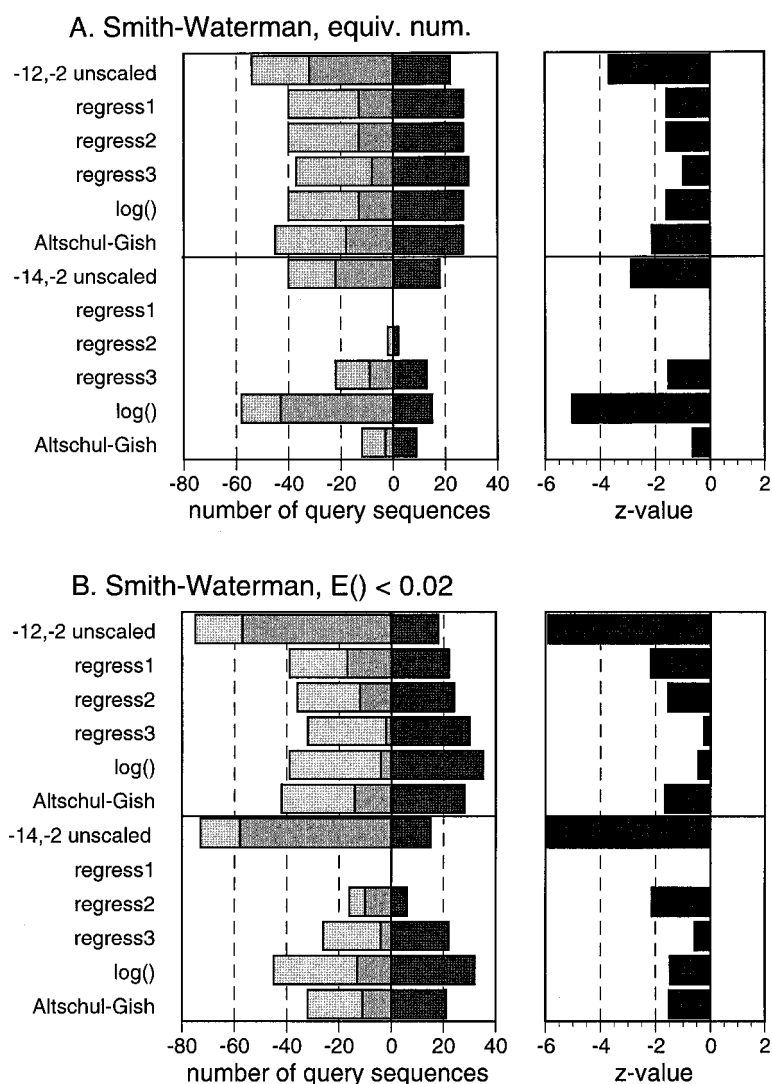 A. Smith-Waterman, equiv. num.
-12,-2 unscaled
regress1
regress2
regress3
log()
Altschul-Gish
-14,-2 unscaled
regress1
regress2
regress3
log()
Altschul-Gish
-80 -60 -40 -20 0 20 40
number of query sequences
-6 -4 -2 0 2
z-value
B. Smith-Waterman, E() < 0.02
-12,-2 unscaled
regress1
regress2
regress3
log()
Altschul-Gish
-14,-2 unscaled
regress1
regress2
regress3
log()
Altschul-Gish
-80 -60 -40 -20 0 20 40
number of query sequences
-6 -4 -2 0 2
z-value